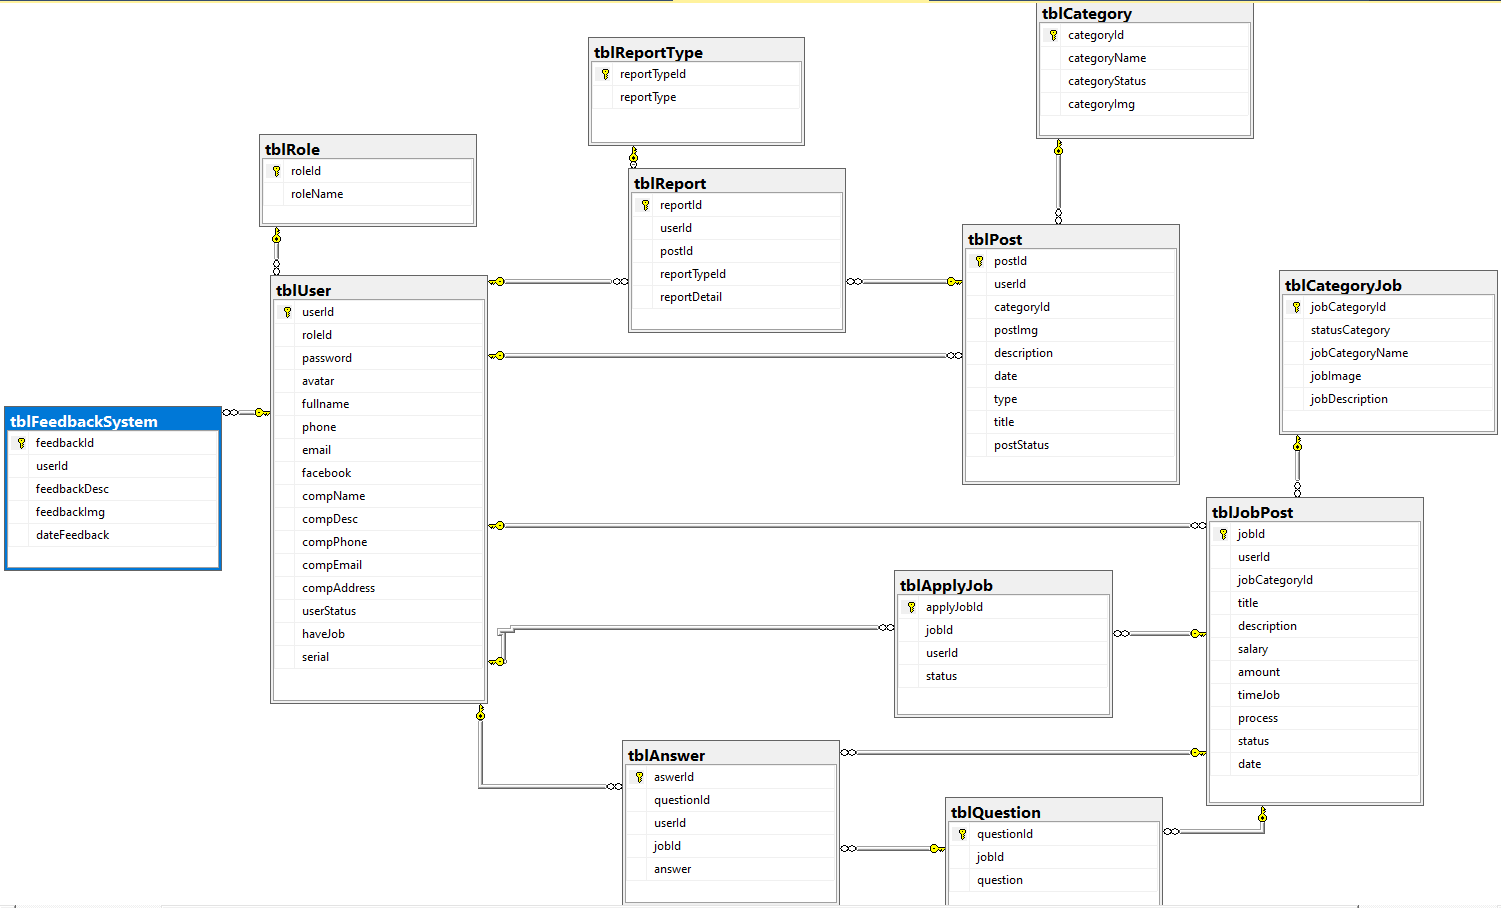 tblCategory
categoryId
categoryName
categoryStatus
categoryImg
tblReportType
reportTypeId
reportType
tblRole
roleId
roleName
tblReport
reportId
userId
postId
reportTypeId
reportDetail
tblPost
postId
userId
categoryId
postImg
description
date
type
title
postStatus
tblCategoryJob
jobCategoryId
statusCategory
jobCategoryName
jobImage
jobDescription
tblUser
userId
roleId
password
avatar
fullname
phone
email
facebook
compName
compDesc
compPhone
compEmail
compAddress
userStatus
haveJob
serial
tblFeedbackSystem
feedbackId
userId
feedbackDesc
feedbackImg
dateFeedback
tblJobPost
jobId
userId
jobCategoryId
title
description
salary
amount
timeJob
process
status
date
tblApplyJob
applyJobId
jobId
userId
status
tblAnswer
aswerId
questionId
userId
jobId
answer
tblQuestion
questionId
jobId
question